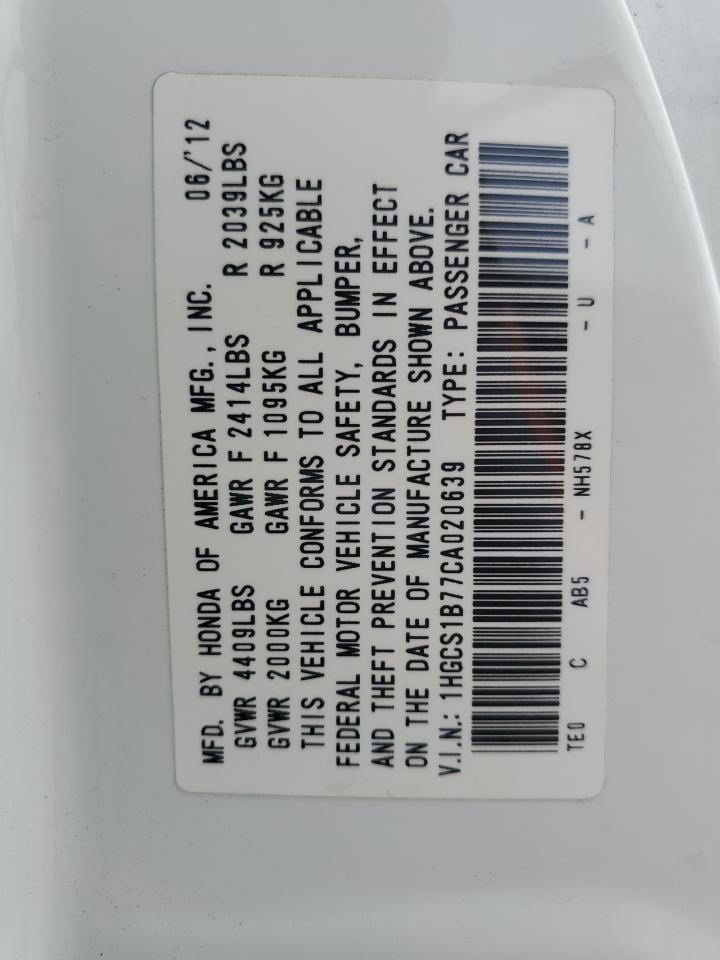 MFD. BY HONDA OF AMERICA MFG., INC. 06/'12
GVWR 4409LBS GAWR F 2414LBS R 2039LBS
GVWR 2000KG GAWR F 1095KG R 925KG
THIS VEHICLE CONFORMS TO ALL APPLICABLE
FEDERAL MOTOR VEHICLE SAFETY, BUMPER,
AND THEFT PREVENTION STANDARDS IN EFFECT
ON THE DATE OF MANUFACTURE SHOWN ABOVE.
V.I.N.: 1HGCS1B77CA020639 TYPE: PASSENGER CAR
TE0 C AB5 - NH578X - U - A